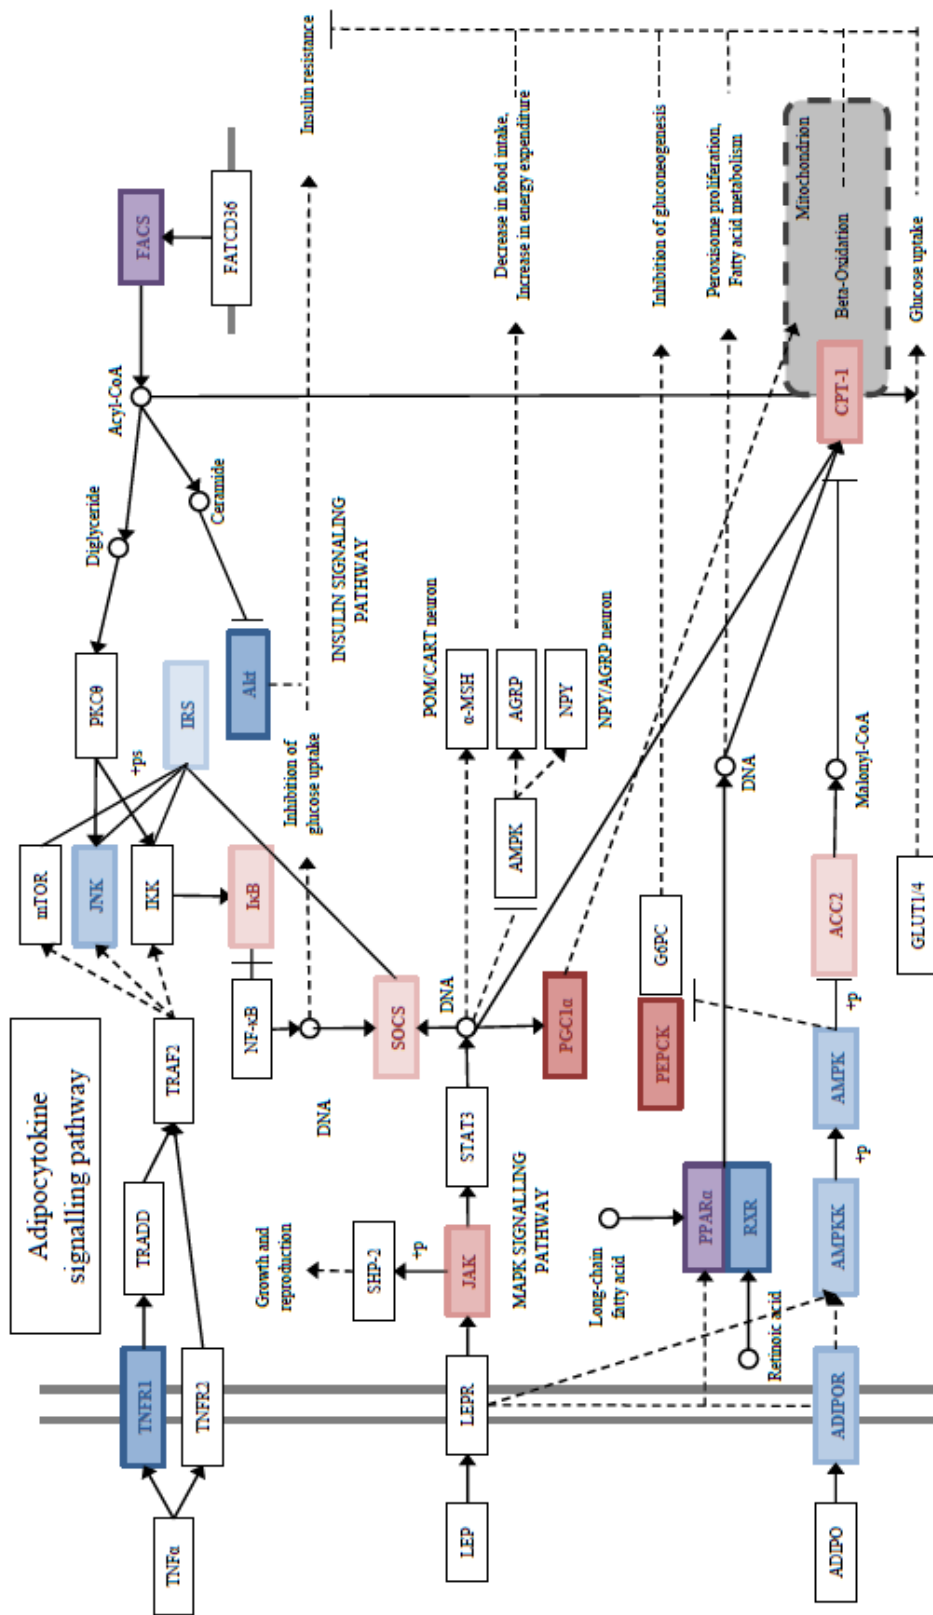 Adipocytokine
signalling pathway
TNFα
TNFR1
TNFR2
TRADD
TRAF2
mTOR
JNK
IKK
+ps
PKCθ
IRS
Diglyceride
Acyl-CoA
Ceramide
FACS
FATCD36
NF-κB
IκB
Akt
Inhibition of
glucose uptake
INSULIN SIGNALING
PATHWAY
Insulin resistance
DNA
SOCS
Growth and
reproduction
SHP-2
+p
LEP
LEPR
JAK
STAT3
DNA
MAPK SIGNALLING
PATHWAY
PGC1α
AMPK
POM/CART neuron
α-MSH
AGRP
NPY
NPY/AGRP neuron
Decrease in food intake,
Increase in energy expenditure
Long-chain
fatty acid
PPARα
RXR
Retinoic acid
PEPCK
G6PC
Inhibition of gluconeogenesis
DNA
Peroxisome proliferation,
Fatty acid metabolism
ADIPO
ADIPOR
AMPKK
+p
AMPK
+p
ACC2
Malonyl-CoA
CPT-1
Mitochondrion
Beta-Oxidation
GLUT1/4
Glucose uptake